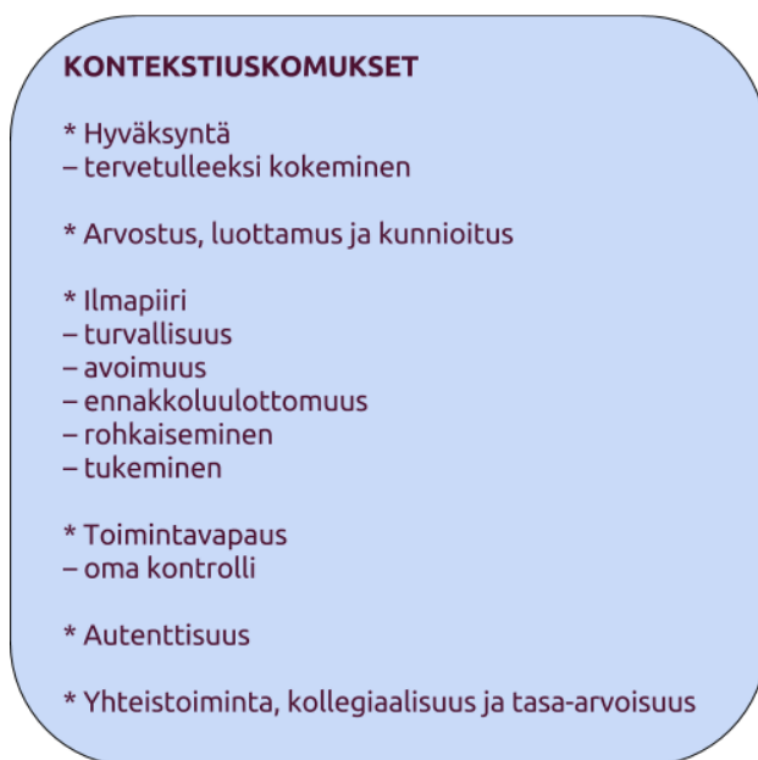 KONTEKSTIUSKOMUKSET
* Hyväksyntä
– tervetulleeksi kokeminen
* Arvostus, luottamus ja kunnioitus
* Ilmapiiri
– turvallisuus
– avoimuus
– ennakkoluulottomuus
– rohkaiseminen
– tukeminen
* Toimintavapaus
– oma kontrolli
* Autenttisuus
* Yhteistoiminta, kollegiaalisuus ja tasa-arvoisuus